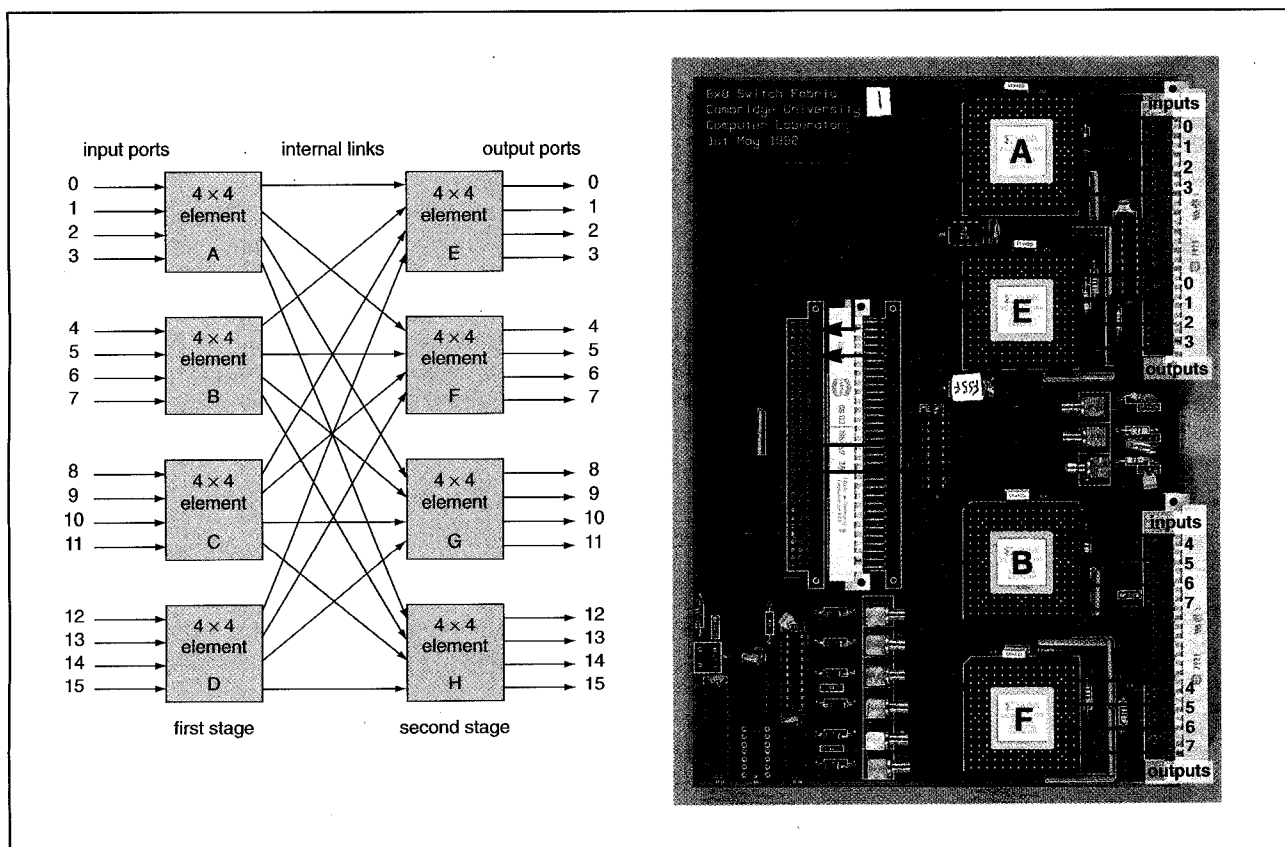 input ports
internal links
output ports
0
1
2
3
4 × 4
element
A
4 × 4
element
E
0
1
2
3
4
5
6
7
4 × 4
element
B
4 × 4
element
F
4
5
6
7
8
9
10
11
4 × 4
element
C
4 × 4
element
G
8
9
10
11
12
13
14
15
4 × 4
element
D
4 × 4
element
H
12
13
14
15
first stage
second stage
8x8 Switch Fabric
Cambridge University
Computer Laboratory
1st May 1992
1
A
inputs
0
1
2
3
E
0
1
2
3
outputs
FSSF
B
inputs
4
5
6
7
F
4
5
6
7
outputs